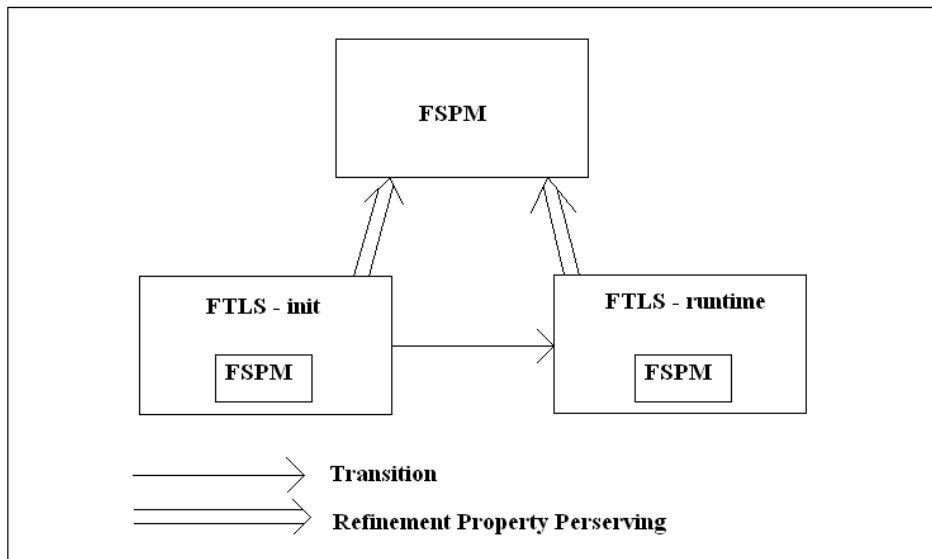 FSPM
FTLS - init
FTLS - runtime
FSPM
FSPM
Transition
Refinement Property Perserving